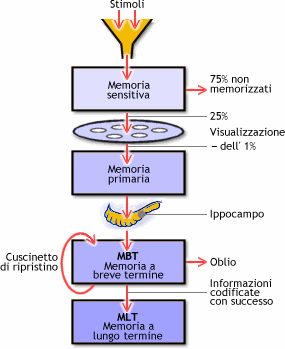 Stimoli
Memoria
sensitiva
75% non
memorizzati
25%
Visualizzazione
– dell' 1%
Memoria
primaria
Ippocampo
Cuscinetto
di ripristino
MBT
Memoria a
breve termine
Oblio
Informazioni
codificate
con successo
MLT
Memoria a
lungo termine